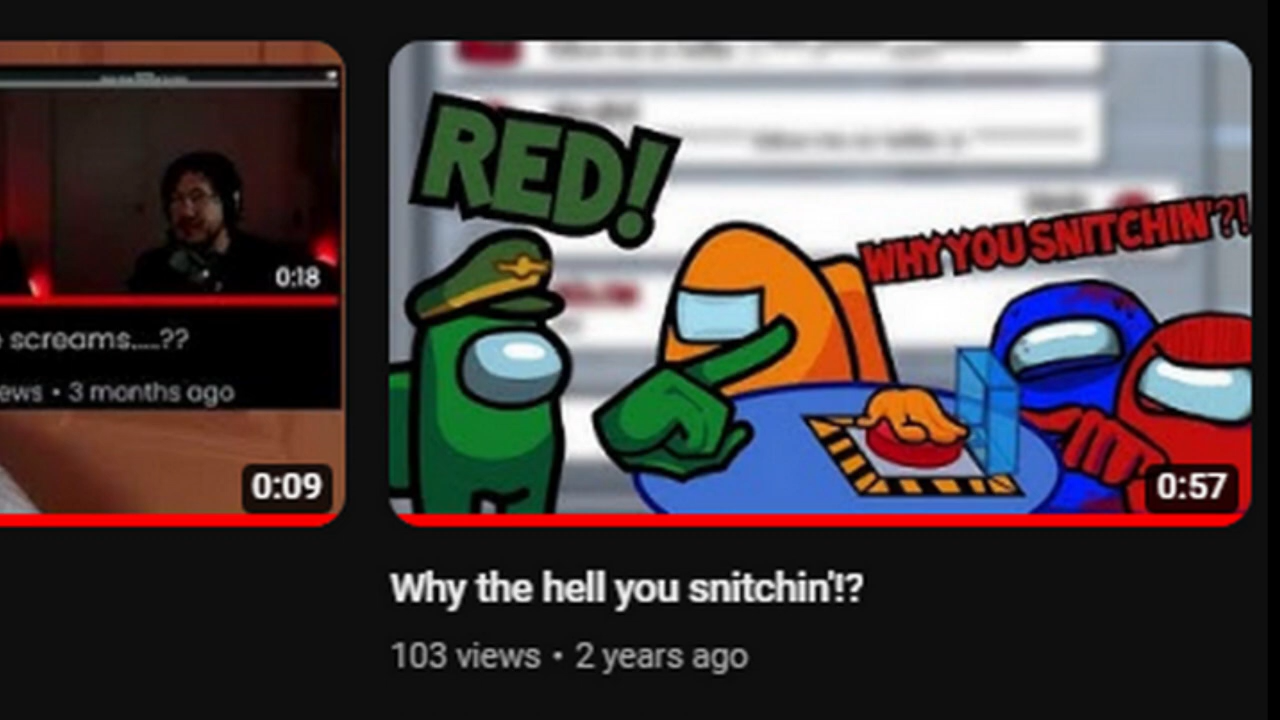 0:18
screams....??
ews • 3 months ago
0:09
RED!
WHY YOU SNITCHIN'?!
0:57
Why the hell you snitchin'!?
103 views • 2 years ago